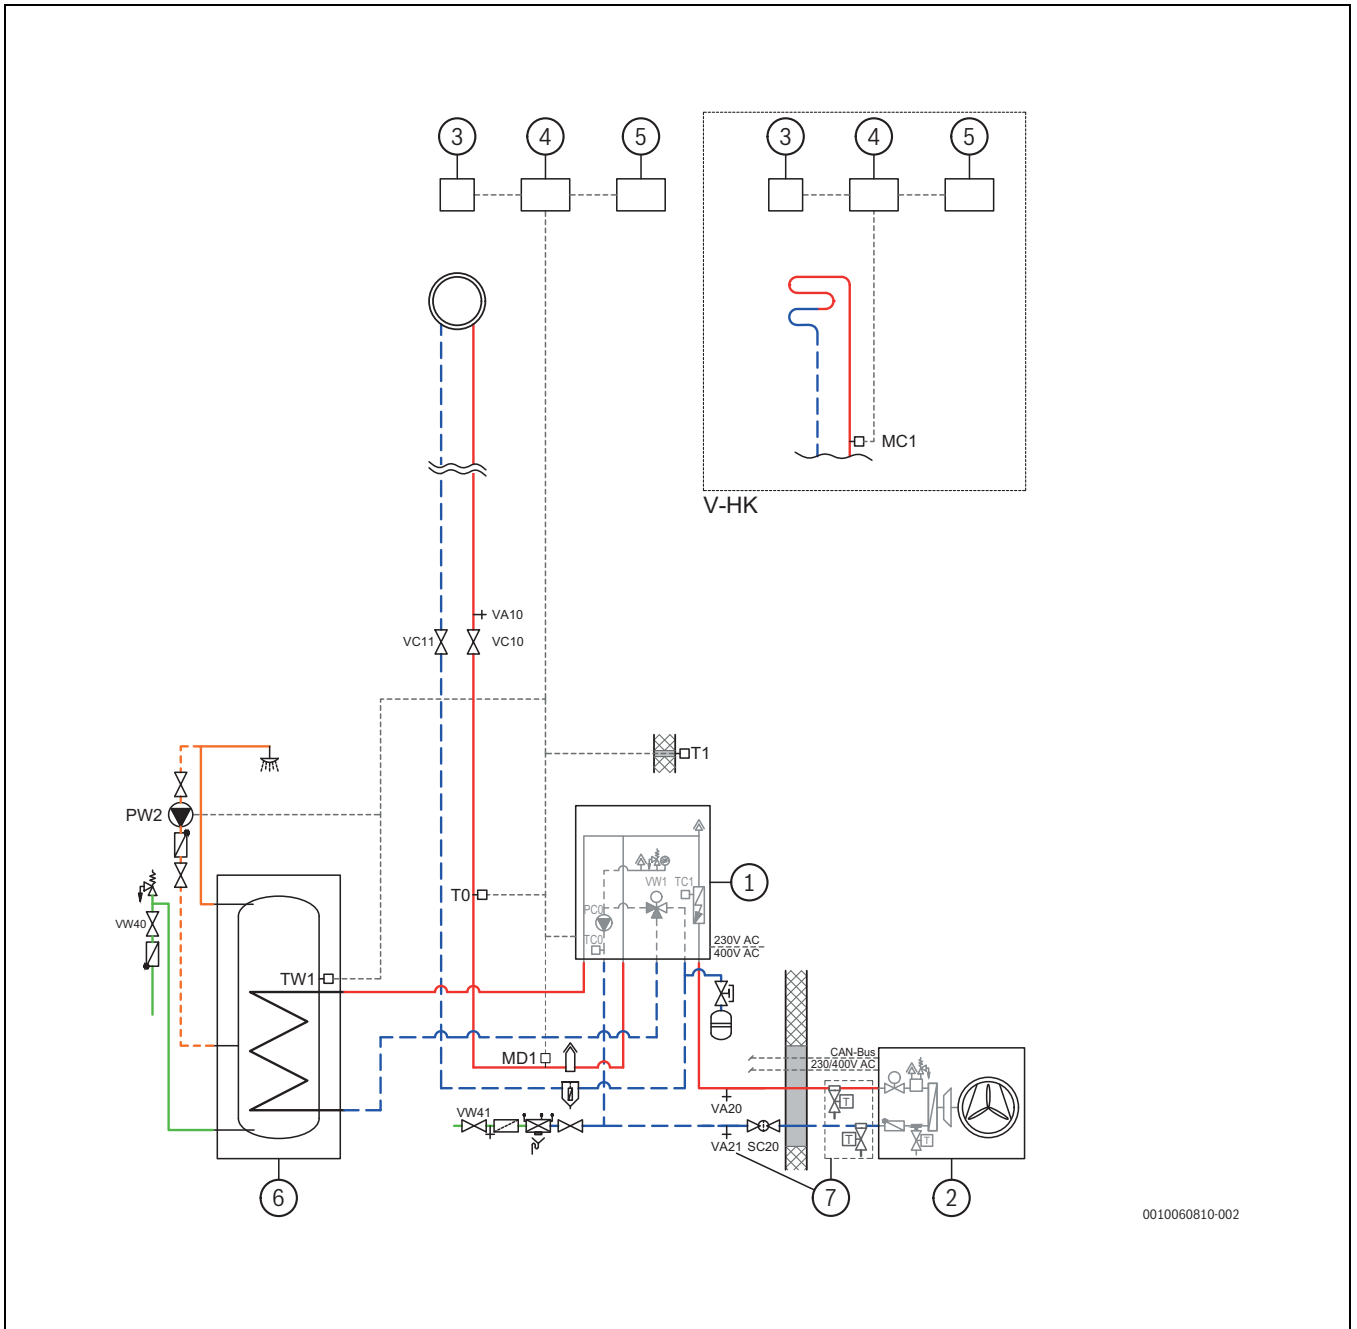 3
4
5
3
4
5
MC1
V-HK
VA10
VC11
VC10
T1
PW2
1
VW1
TC1
T0
PC0
VW40
TC0
230V AC
400V AC
TW1
CAN-Bus
MD1
230/400V AC
T
VA20
VW41
T
T
VA21
SC20
6
7
2
0010060810-002